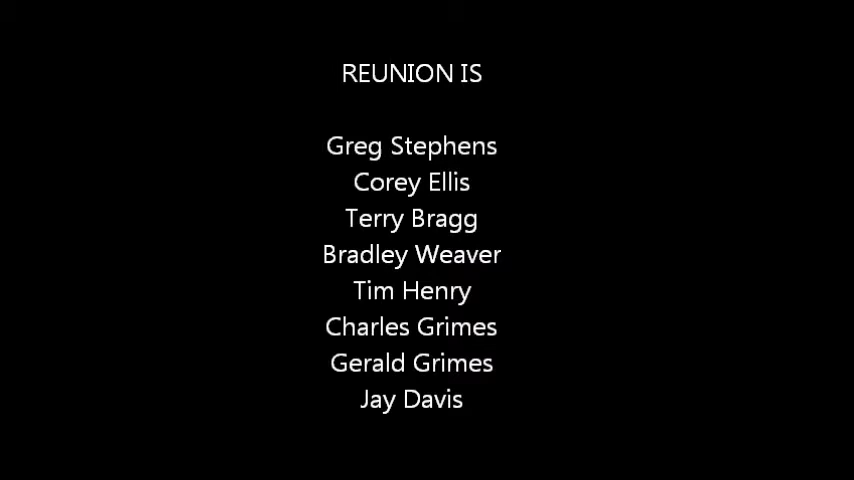 REUNION IS
Greg Stephens
Corey Ellis
Terry Bragg
Bradley Weaver
Tim Henry
Charles Grimes
Gerald Grimes
Jay Davis